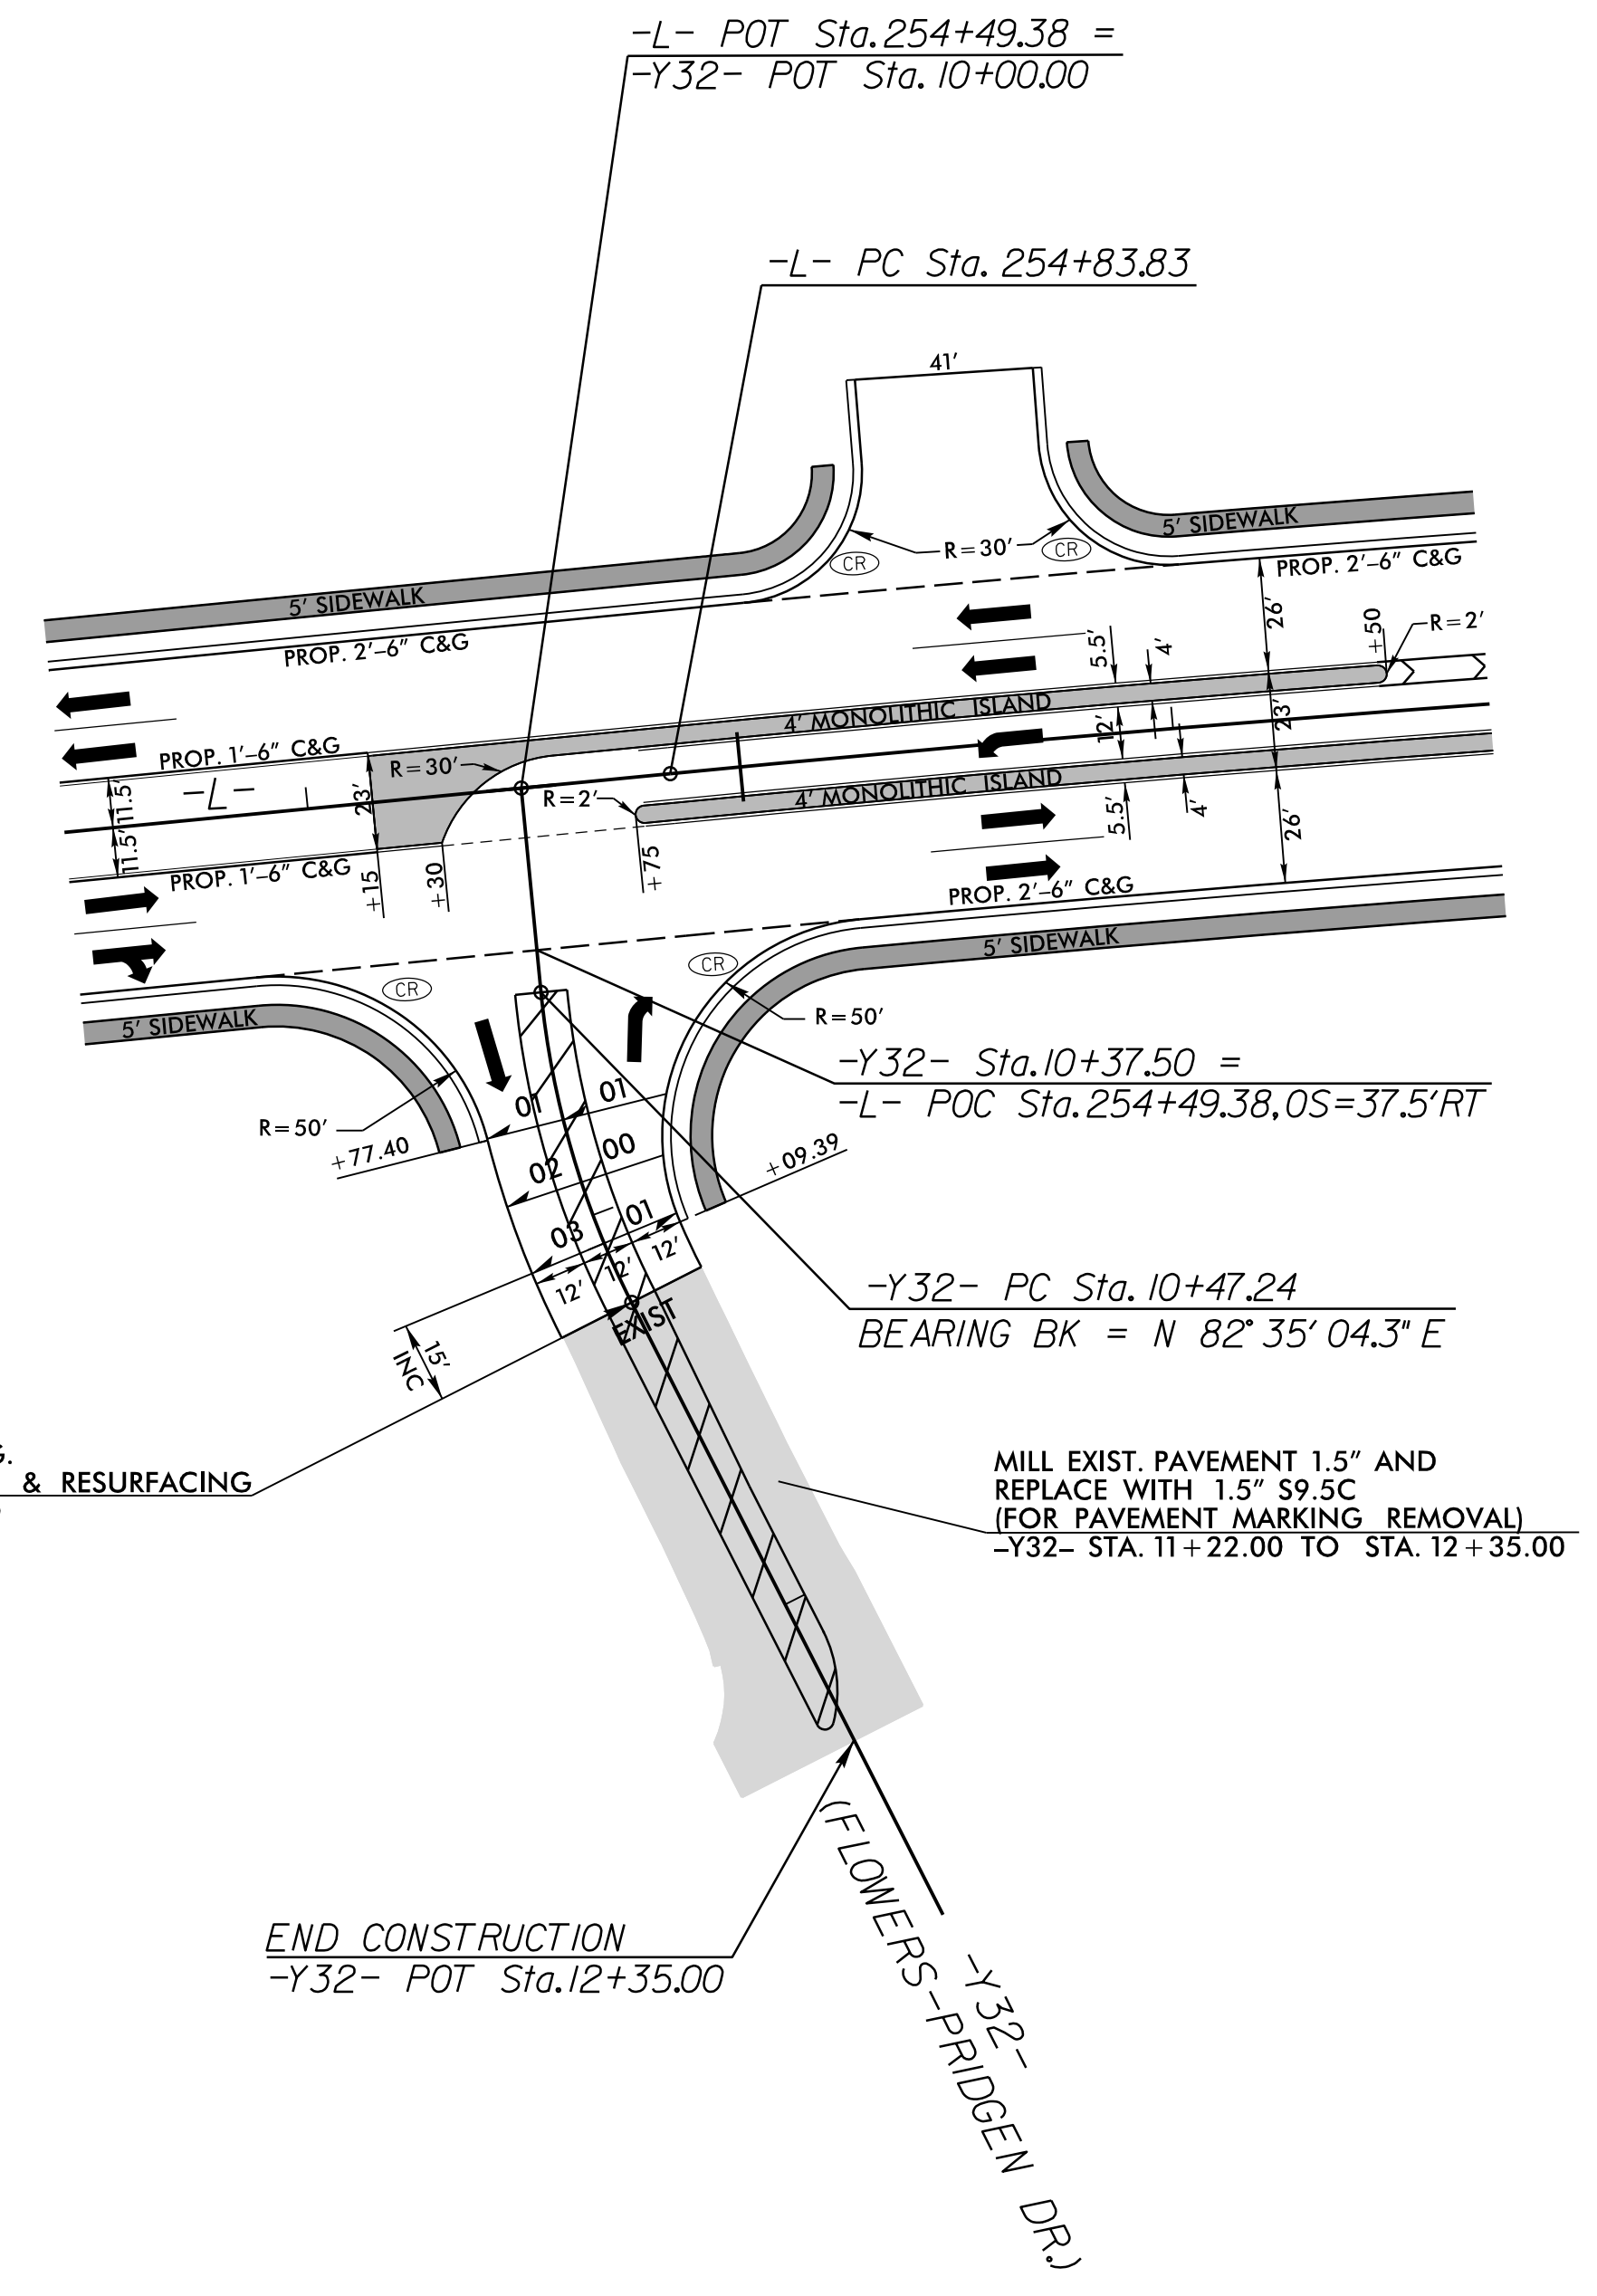 -L- POT Sta. 254+49.38 =
-Y32- POT Sta. 10+00.00
-L- PC Sta. 254+83.83
41'
5' SIDEWALK
R=30'
CR
CR
PROP. 2'-6" C&G
5' SIDEWALK
PROP. 2'-6" C&G
26'
+50
R=2'
5.5'
4'
4' MONOLITHIC ISLAND
PROP. 1'-6" C&G
R=30'
-L-
11.5'
11.5'
23'
R=2'
12'
23'
4' MONOLITHIC ISLAND
5.5'
4'
26'
PROP. 1'-6" C&G
+15
+30
+75
PROP. 2'-6" C&G
5' SIDEWALK
CR
CR
5' SIDEWALK
R=50'
R=50'
-Y32- Sta. 10+37.50 =
-L- POC Sta. 254+49.38, OS=37.5' RT
+77.40
01
01
02
00
03
01
+09.39
12'
12'
12'
EXIST
15'
INC
-Y32- PC Sta. 10+47.24
BEARING BK = N 82° 35' 04.3" E
G.
& RESURFACING
MILL EXIST. PAVEMENT 1.5" AND
REPLACE WITH 1.5" S9.5C
(FOR PAVEMENT MARKING REMOVAL)
-Y32- STA. 11+22.00 TO STA. 12+35.00
END CONSTRUCTION
-Y32- POT Sta. 12+35.00
-Y32-
(FLOWERS-PRIDGEN DR.)